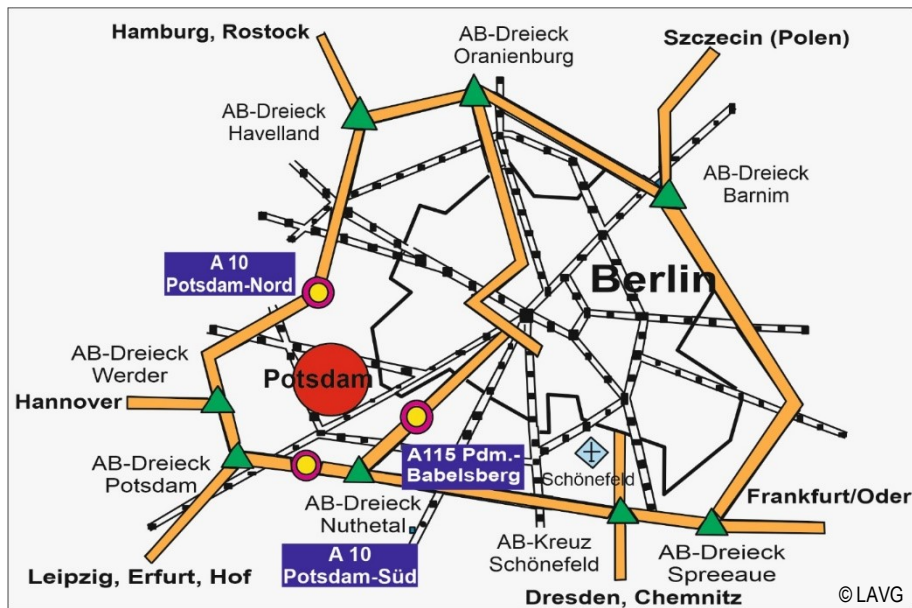 Hamburg, Rostock
AB-Dreieck
Oranienburg
Szczecin (Polen)
AB-Dreieck
Havelland
AB-Dreieck
Barnim
A 10
Potsdam-Nord
Berlin
AB-Dreieck
Werder
Potsdam
Hannover
AB-Dreieck
Potsdam
A115 Pdm.-
Babelsberg
Schönefeld
AB-Dreieck
Nuthetal
Frankfurt/Oder
A 10
Potsdam-Süd
AB-Kreuz
Schönefeld
AB-Dreieck
Spreeaue
Leipzig, Erfurt, Hof
Dresden, Chemnitz
© LAVG